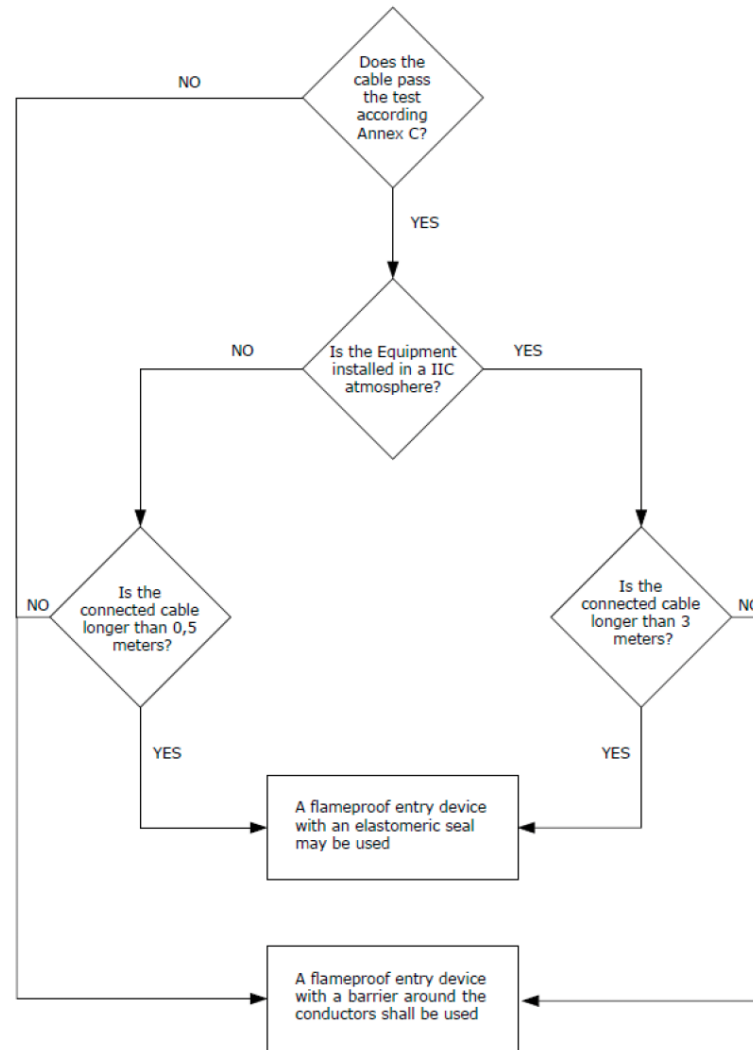 Does the
cable pass
the test
according
Annex C?
NO
YES
Is the Equipment
installed in a IIC
atmosphere?
NO
YES
Is the
connected cable
longer than 0,5
meters?
NO
Is the
connected cable
longer than 3
meters?
NO
YES
YES
A flameproof entry device
with an elastomeric seal
may be used
A flameproof entry device
with a barrier around the
conductors shall be used